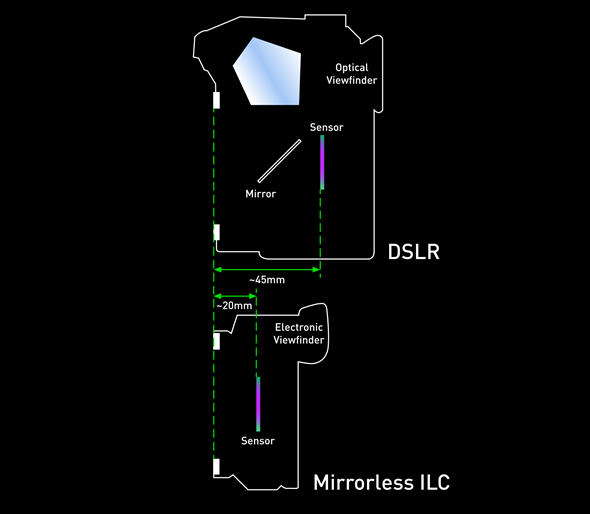 Optical
Viewfinder
Sensor
Mirror
DSLR
~45mm
~20mm
Electronic
Viewfinder
Sensor
Mirrorless ILC